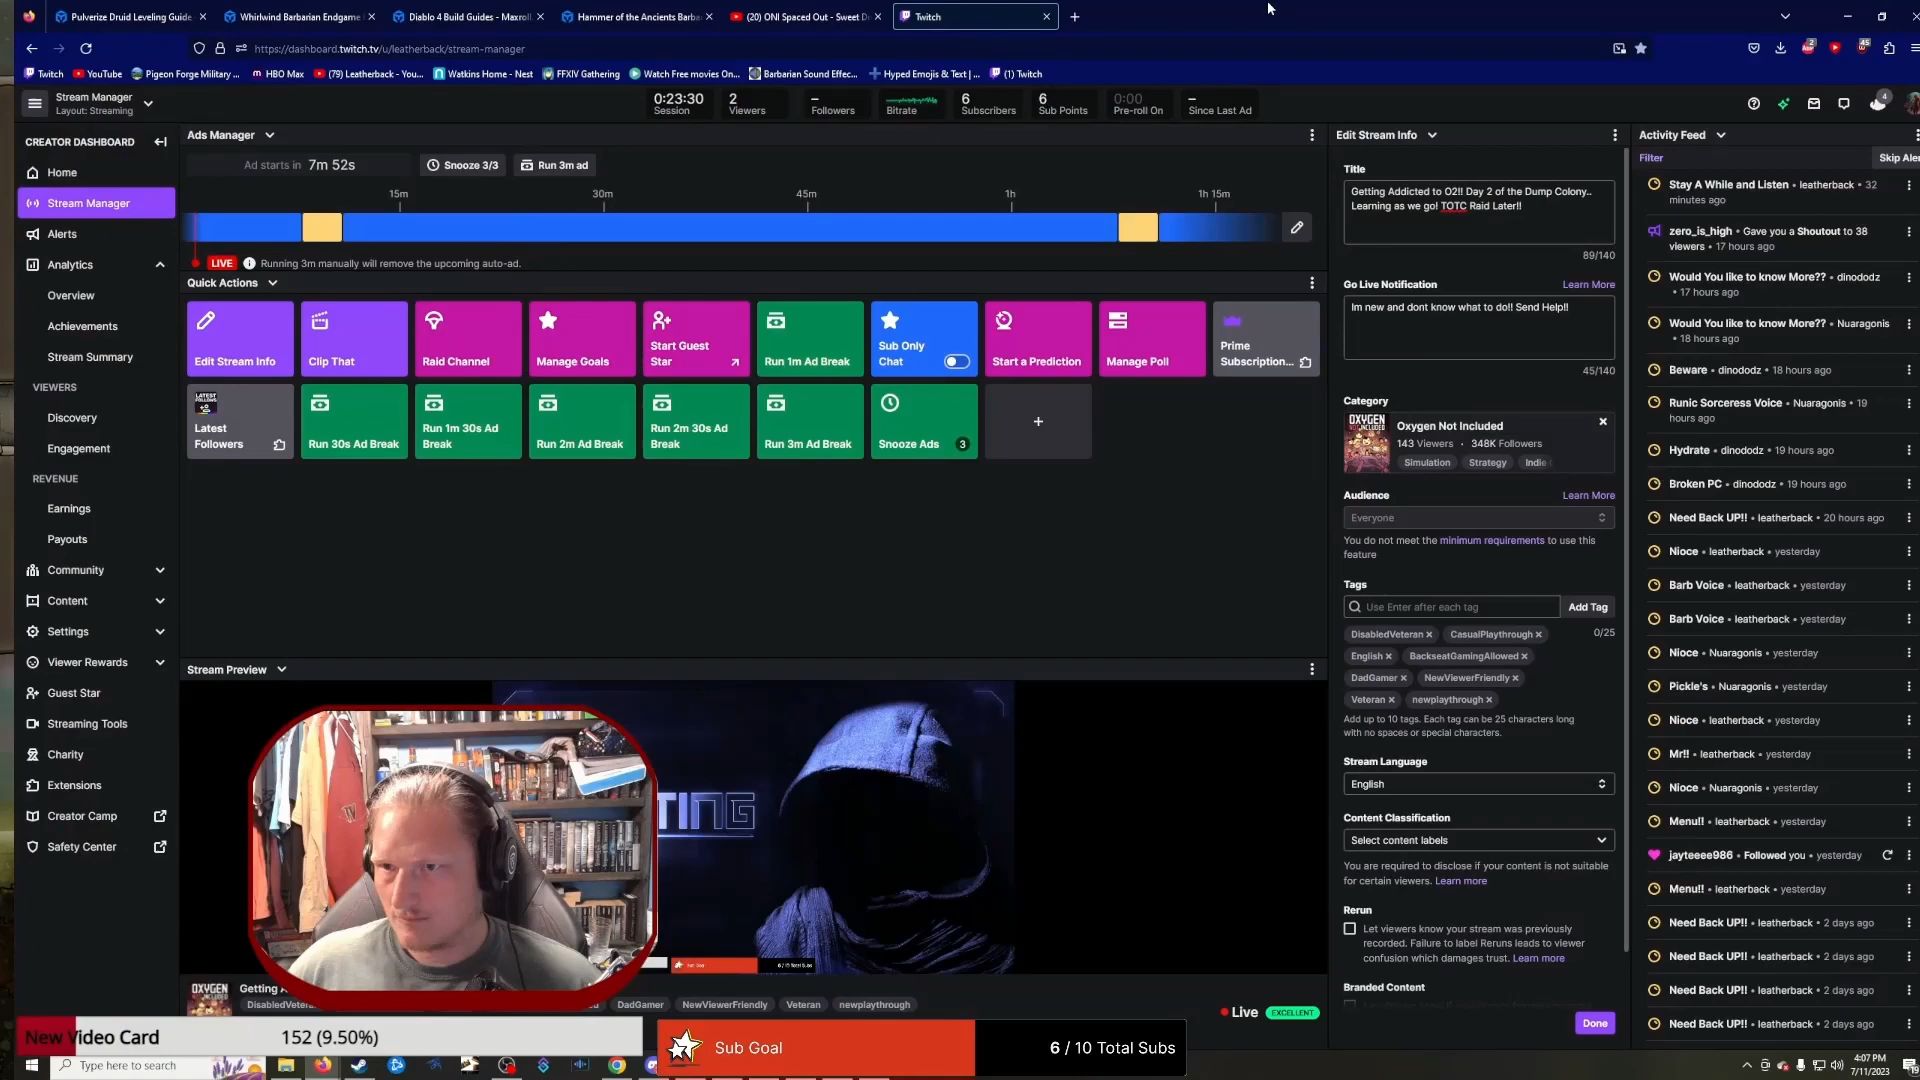 Pulverize Druid Leveling Guide
Whirlwind Barbarian Endgame
Diablo 4 Build Guides - Maxroll
Hammer of the Ancients Barba
(20) ONI Spaced Out - Sweet D
Twitch
https://dashboard.twitch.tv/u/leatherback/stream-manager
Twitch
YouTube
Pigeon Forge Military ...
HBO Max
(79) Leatherback - You...
Watkins Home - Nest
FFXIV Gathering
Watch Free movies On...
Barbarian Sound Effec...
Hyped Emojis & Text | ...
(1) Twitch
Stream Manager
Layout: Streaming
0:23:30
Session
2
Viewers
–
Followers
Bitrate
6
Subscribers
6
Sub Points
0:00
Pre-roll On
–
Since Last Ad
4
CREATOR DASHBOARD
Home
Stream Manager
Alerts
Analytics
Overview
Achievements
Stream Summary
VIEWERS
Discovery
Engagement
REVENUE
Earnings
Payouts
Community
Content
Settings
Viewer Rewards
Guest Star
Streaming Tools
Charity
Extensions
Creator Camp
Safety Center
Ads Manager
Ad starts in 7m 52s
Snooze 3/3
Run 3m ad
15m
30m
45m
1h
1h 15m
LIVE Running 3m manually will remove the upcoming auto-ad.
Quick Actions
Edit Stream Info
Clip That
Raid Channel
Manage Goals
Start Guest
Star
Run 1m Ad Break
Sub Only
Chat
Start a Prediction
Manage Poll
Prime
Subscription...
LATEST
FOLLOWS
Latest
Followers
Run 30s Ad Break
Run 1m 30s Ad
Break
Run 2m Ad Break
Run 2m 30s Ad
Break
Run 3m Ad Break
Snooze Ads 3
Stream Preview
TING
Sub Goal
6 / 10 Total Subs
OXYGEN
Getting A
DisabledVetera
DadGamer
NewViewerFriendly
Veteran
newplaythrough
Live
EXCELLENT
Edit Stream Info
Title
Getting Addicted to O2!! Day 2 of the Dump Colony..
Learning as we go! TOTC Raid Later!!
89/140
Go Live Notification
Learn More
Im new and dont know what to do!! Send Help!!
45/140
Category
OXYGEN
Oxygen Not Included
143 Viewers · 348K Followers
Simulation
Strategy
Indie
Audience
Learn More
Everyone
You do not meet the minimum requirements to use this
feature
Tags
Use Enter after each tag
Add Tag
0/25
DisabledVeteran
CasualPlaythrough
English
BackseatGamingAllowed
DadGamer
NewViewerFriendly
Veteran
newplaythrough
Add up to 10 tags. Each tag can be 25 characters long
with no spaces or special characters.
Stream Language
English
Content Classification
Select content labels
You are required to disclose if your content is not suitable
for certain viewers. Learn more
Rerun
Let viewers know your stream was previously
recorded. Failure to label Reruns leads to viewer
confusion which damages trust. Learn more
Branded Content
Done
Activity Feed
Filter
Skip Aler
Stay A While and Listen • leatherback • 32
minutes ago
zero_is_high • Gave you a Shoutout to 38
viewers • 17 hours ago
Would You like to know More?? • dinododz
• 17 hours ago
Would You like to know More?? • Nuaragonis
• 18 hours ago
Beware • dinododz • 18 hours ago
Runic Sorceress Voice • Nuaragonis • 19
hours ago
Hydrate • dinododz • 19 hours ago
Broken PC • dinododz • 19 hours ago
Need Back UP!! • leatherback • 20 hours ago
Nioce • leatherback • yesterday
Barb Voice • leatherback • yesterday
Barb Voice • leatherback • yesterday
Nioce • Nuaragonis • yesterday
Pickle's • Nuaragonis • yesterday
Nioce • leatherback • yesterday
Mr!! • leatherback • yesterday
Nioce • Nuaragonis • yesterday
Menu!! • leatherback • yesterday
jayteeee986 • Followed you • yesterday
Menu!! • leatherback • yesterday
Need Back UP!! • leatherback • 2 days ago
Need Back UP!! • leatherback • 2 days ago
Need Back UP!! • leatherback • 2 days ago
Need Back UP!! • leatherback • 2 days ago
New Video Card
152 (9.50%)
Sub Goal
6 / 10 Total Subs
Type here to search
4:07 PM
7/11/2023